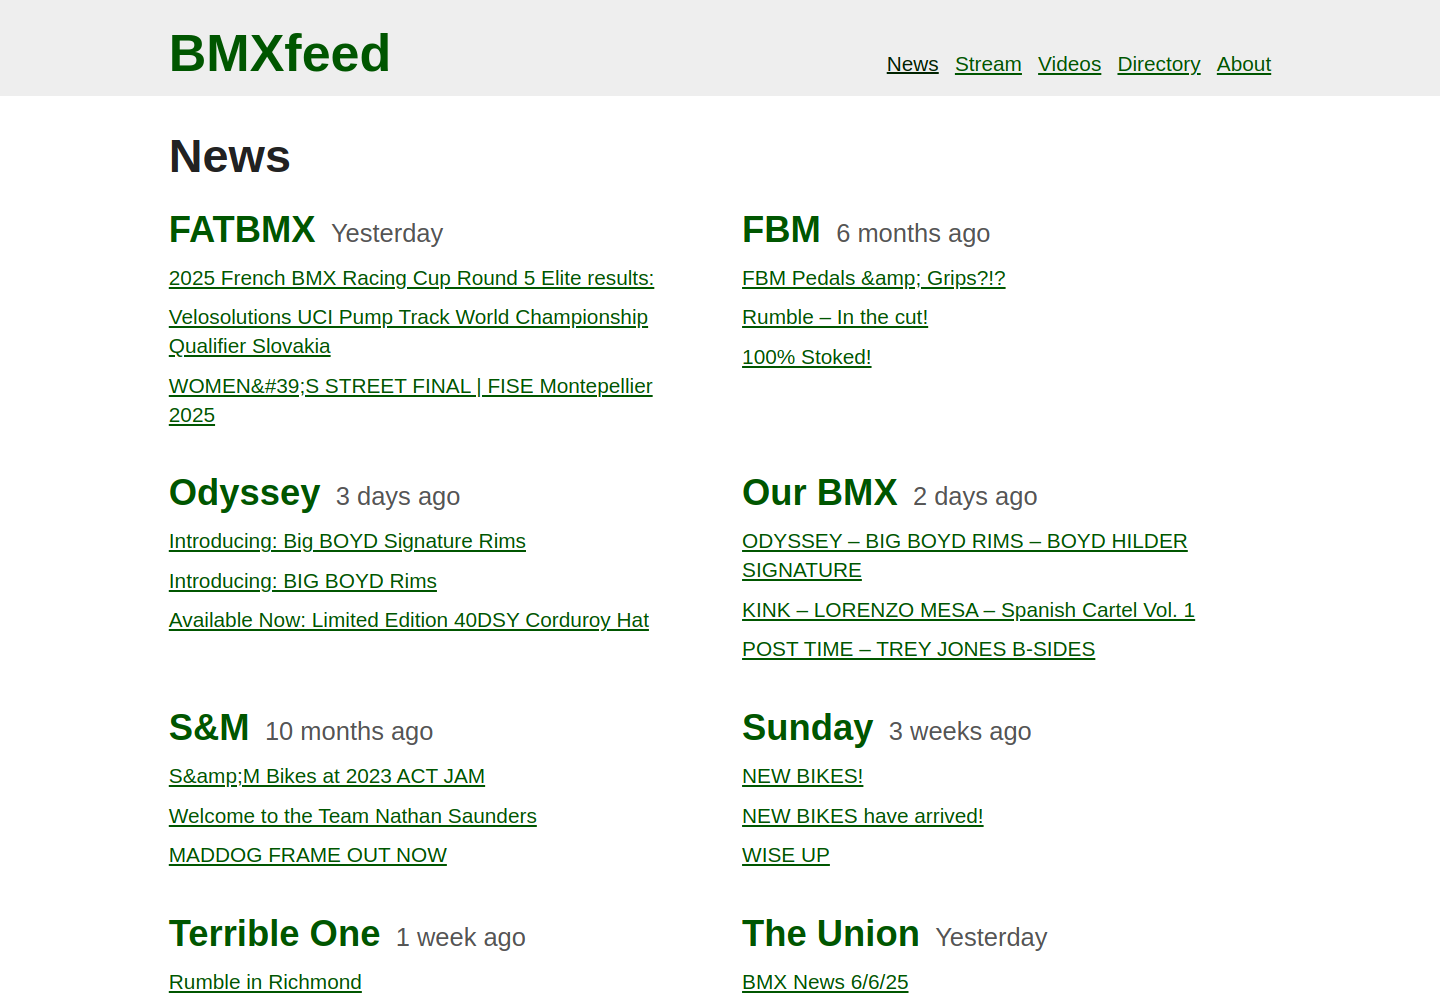 BMXfeed
News Stream Videos Directory About
News
FATBMX Yesterday
2025 French BMX Racing Cup Round 5 Elite results:
Velosolutions UCI Pump Track World Championship
Qualifier Slovakia
WOMEN&#39;S STREET FINAL | FISE Montepellier
2025
FBM 6 months ago
FBM Pedals &amp; Grips?!?
Rumble – In the cut!
100% Stoked!
Odyssey 3 days ago
Introducing: Big BOYD Signature Rims
Introducing: BIG BOYD Rims
Available Now: Limited Edition 40DSY Corduroy Hat
Our BMX 2 days ago
ODYSSEY – BIG BOYD RIMS – BOYD HILDER
SIGNATURE
KINK – LORENZO MESA – Spanish Cartel Vol. 1
POST TIME – TREY JONES B-SIDES
S&M 10 months ago
S&amp;M Bikes at 2023 ACT JAM
Welcome to the Team Nathan Saunders
MADDOG FRAME OUT NOW
Sunday 3 weeks ago
NEW BIKES!
NEW BIKES have arrived!
WISE UP
Terrible One 1 week ago
Rumble in Richmond
The Union Yesterday
BMX News 6/6/25